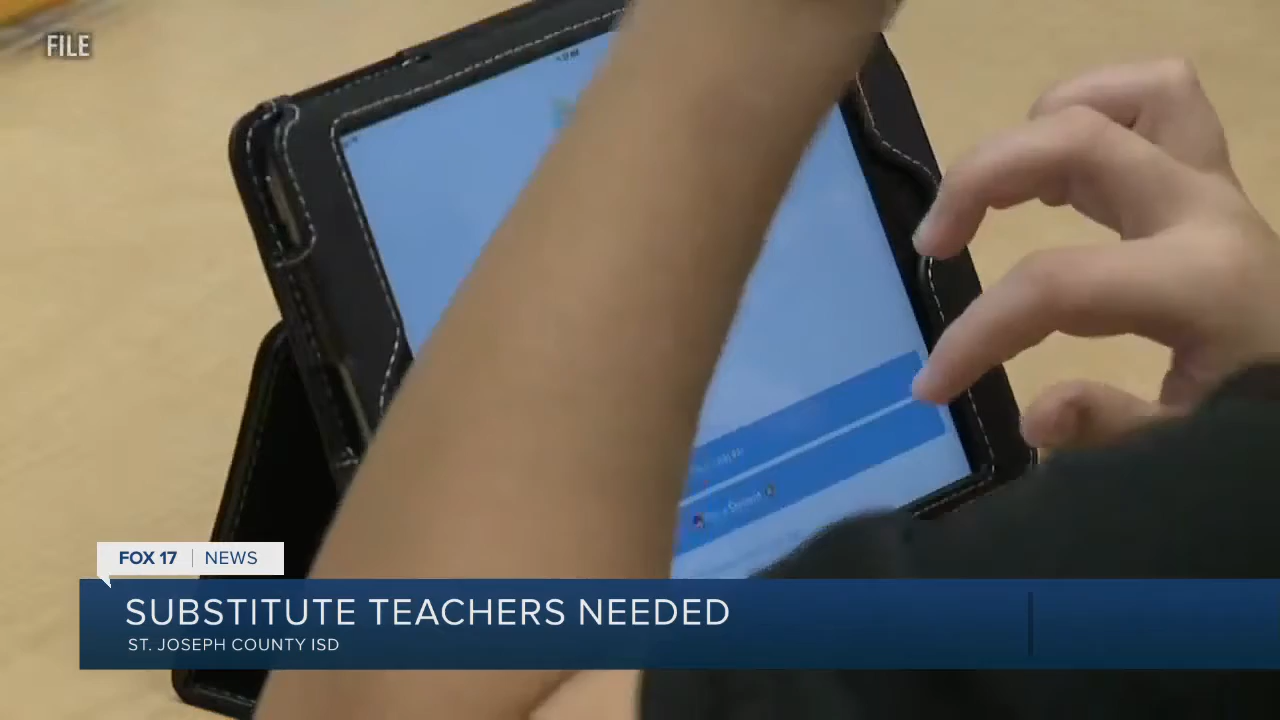 FILE
FOX 17 | NEWS
SUBSTITUTE TEACHERS NEEDED
ST. JOSEPH COUNTY ISD